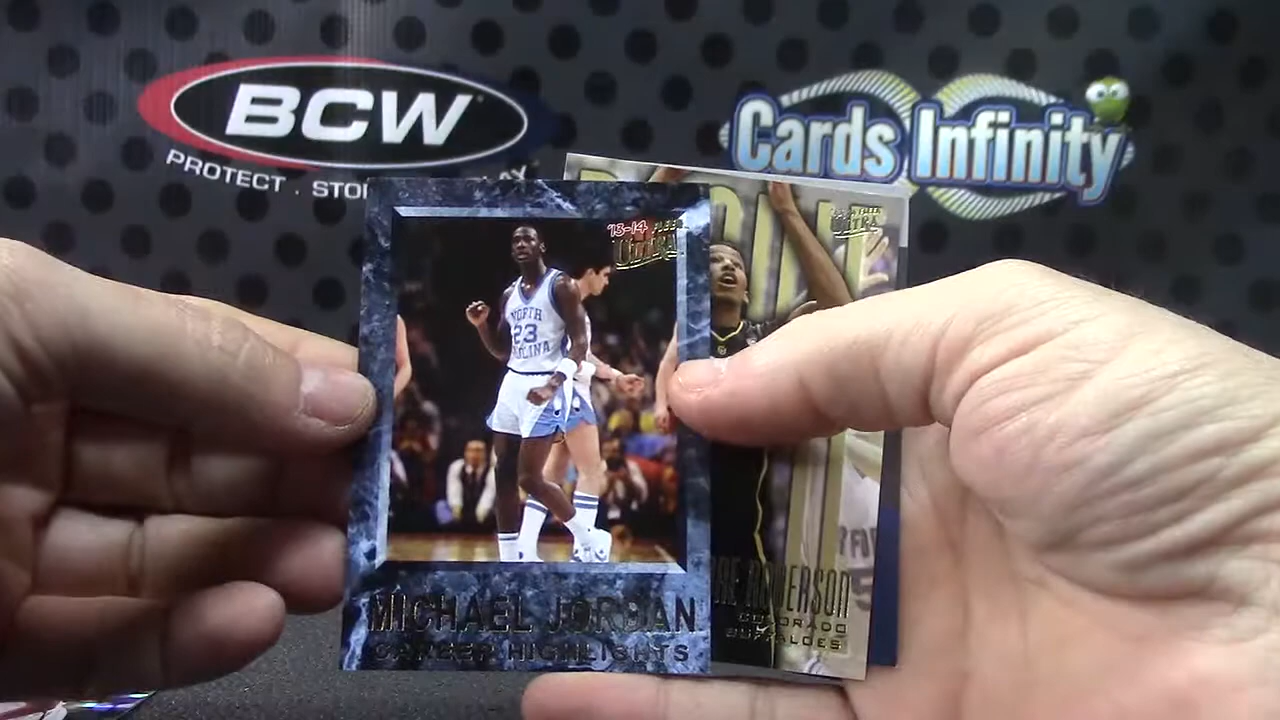 BCW
PROTECT . STO
Cards Infinity
'13-14 FLEER
ULTRA
ULTRA
NORTH
23
CAROLINA
MICHAEL JORDAN
CAREER HIGHLIGHTS
ROBERSON
COLORADO
BUFFALOES